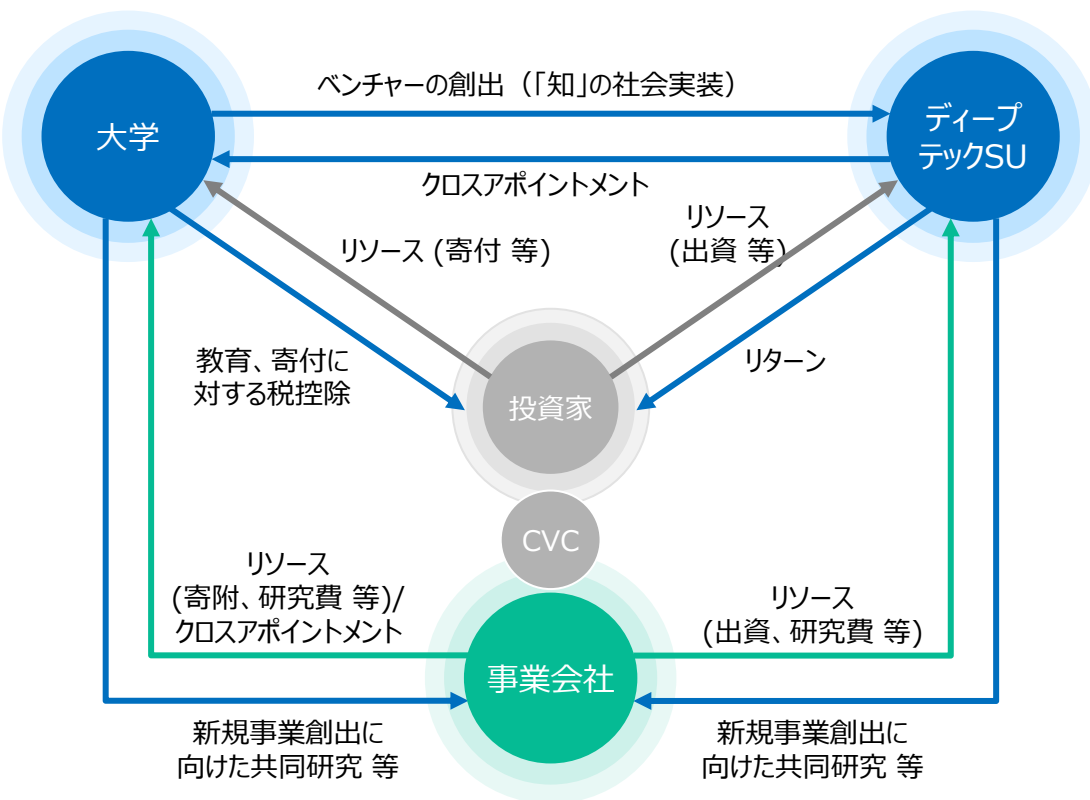 ベンチャーの創出（「知」の社会実装）
大学
ディープ
テックSU
クロスアポイントメント
リソース (寄付 等)
リソース
(出資 等)
教育、寄付に
対する税控除
リターン
投資家
CVC
リソース
(寄附、研究費 等)/
クロスアポイントメント
リソース
(出資、研究費 等)
事業会社
新規事業創出に
向けた共同研究 等
新規事業創出に
向けた共同研究 等